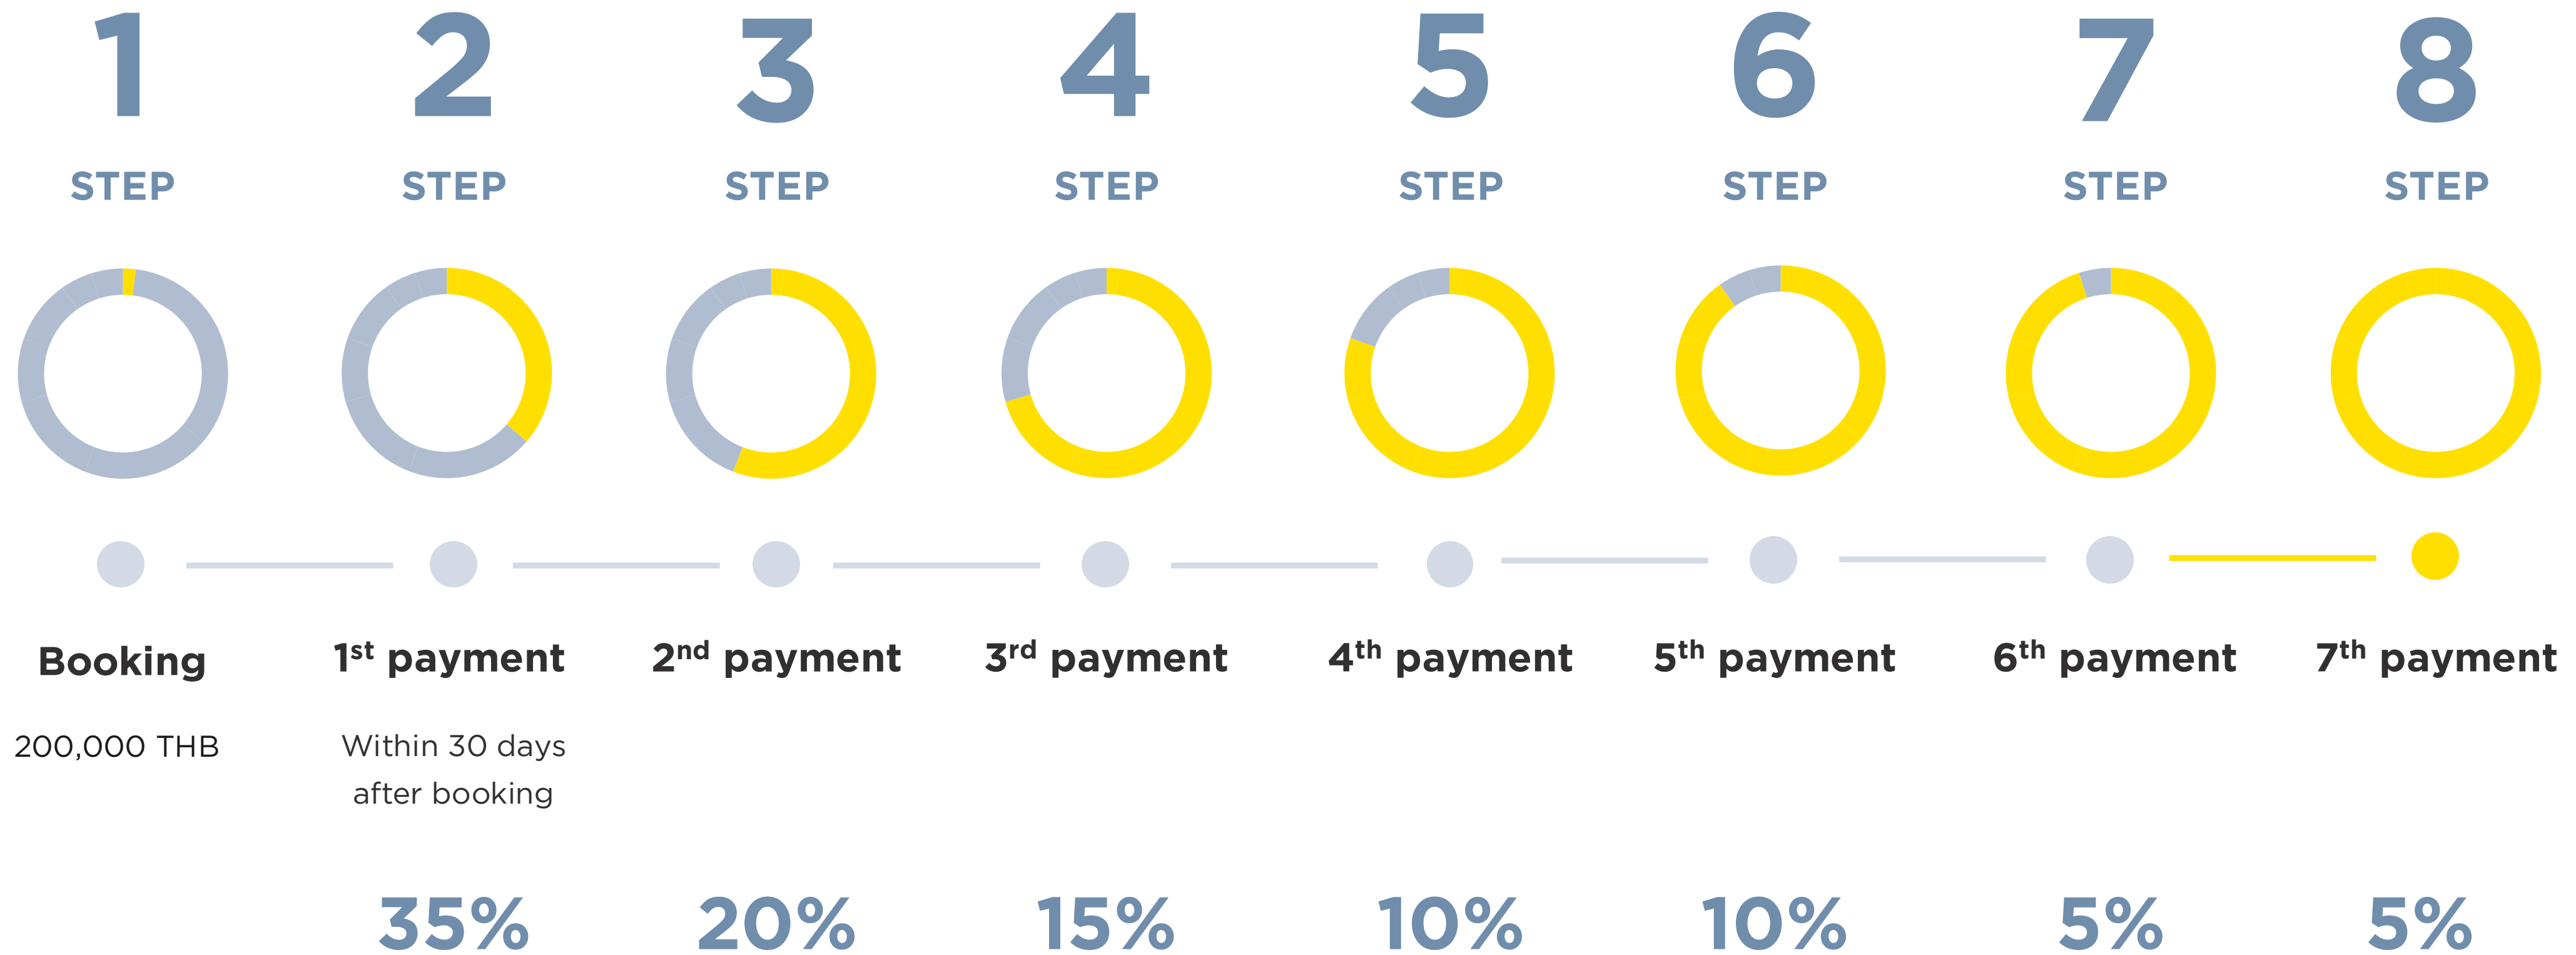 1 2 3 4 5 6 7 8
STEP STEP STEP STEP STEP STEP STEP STEP
Booking 1st payment 2nd payment 3rd payment 4th payment 5th payment 6th payment 7th payment
200,000 THB Within 30 days
after booking
35% 20% 15% 10% 10% 5% 5%